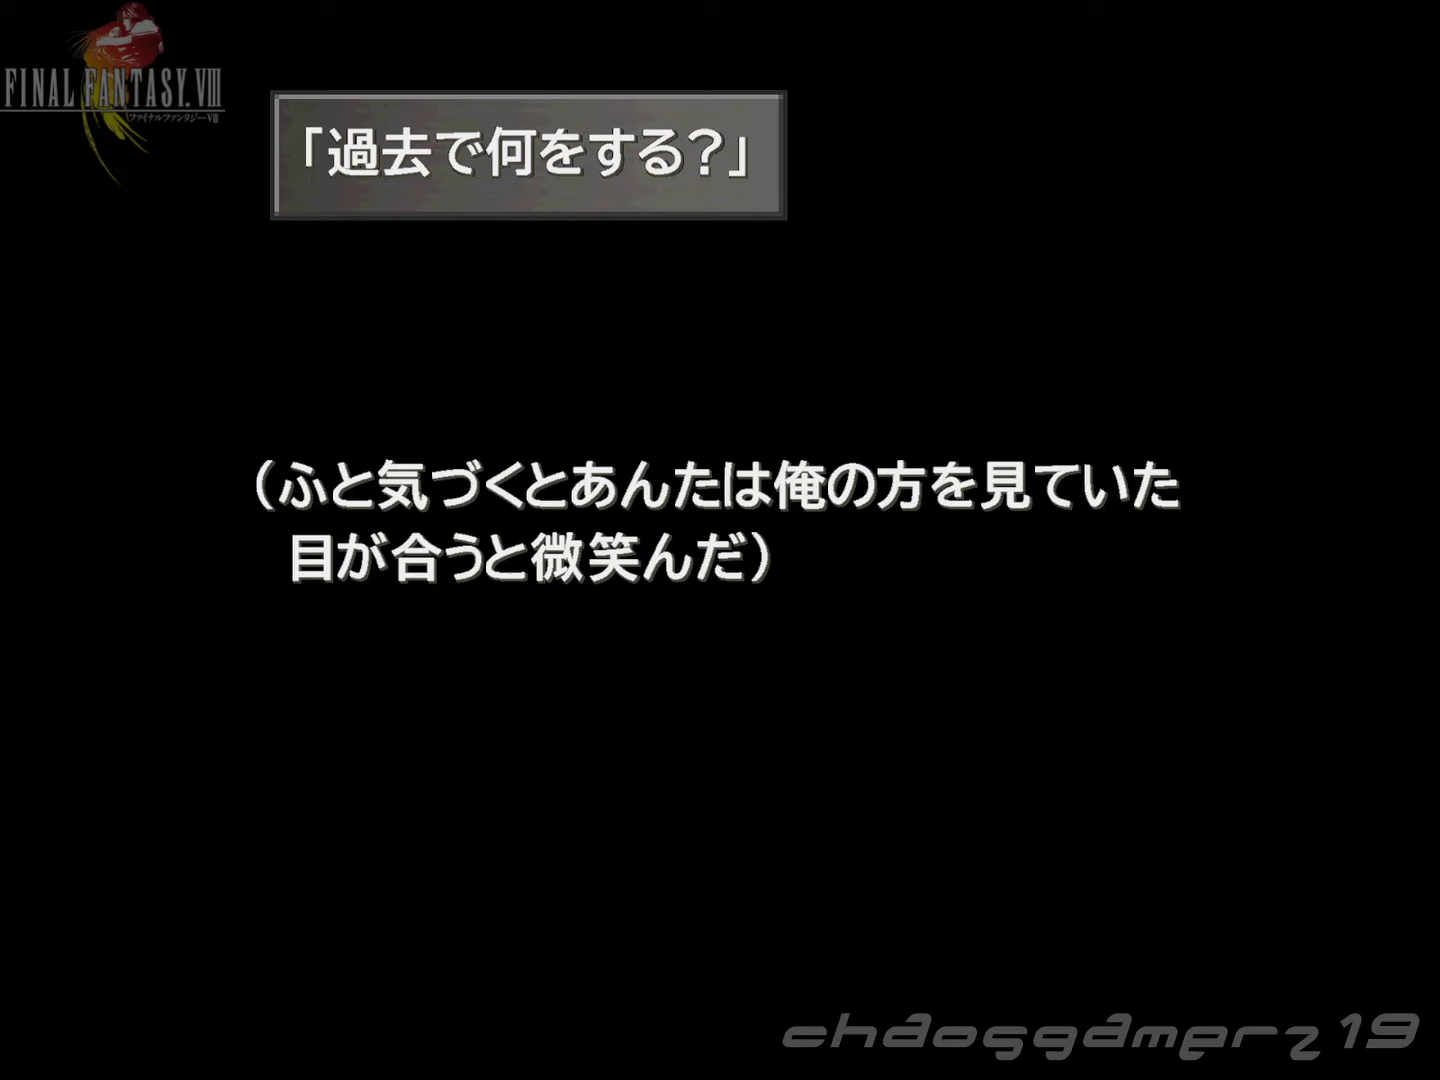 FINAL FANTASY VIII
ファイナルファンタジーVIII
「過去で何をする？」
（ふと気づくとあんたは俺の方を見ていた
目が合うと微笑んだ）
chaosgamerz19